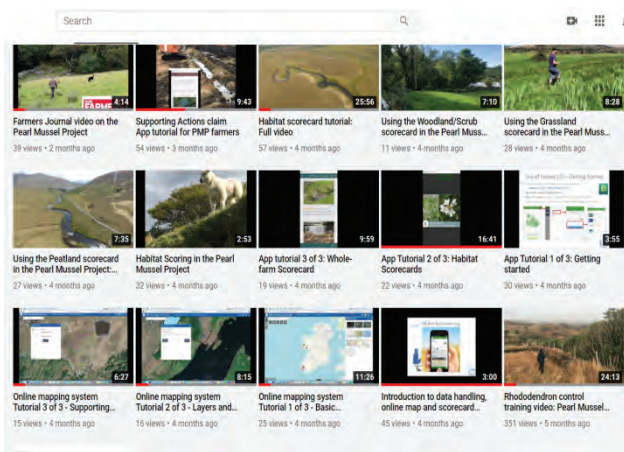 Search
4:14
9:43
25:56
7:10
8:28
Farmers Journal video on the
Pearl Mussel Project
39 views • 2 months ago
Supporting Actions claim
App tutorial for PMP farmers
54 views • 3 months ago
Habitat scorecard tutorial:
Full video
57 views • 4 months ago
Using the Woodland/Scrub
scorecard in the Pearl Muss...
11 views • 4 months ago
Using the Grassland
scorecard in the Pearl Muss...
28 views • 4 months ago
7:35
2:53
9:59
16:41
3:55
Using the Peatland scorecard
in the Pearl Mussel Project:...
27 views • 4 months ago
Habitat Scoring in the Pearl
Mussel Project
32 views • 4 months ago
App tutorial 3 of 3: Whole-
farm Scorecard
19 views • 4 months ago
App Tutorial 2 of 3: Habitat
Scorecards
22 views • 4 months ago
App Tutorial 1 of 3: Getting
started
30 views • 4 months ago
6:27
8:15
11:26
3:00
24:13
Online mapping system
Tutorial 3 of 3 - Supporting...
15 views • 4 months ago
Online mapping system
Tutorial 2 of 3 - Layers and...
16 views • 4 months ago
Online mapping system
Tutorial 1 of 3 - Basic...
25 views • 4 months ago
Introduction to data handling,
online map and scorecard...
45 views • 4 months ago
Rhododendron control
training video: Pearl Mussel...
351 views • 5 months ago